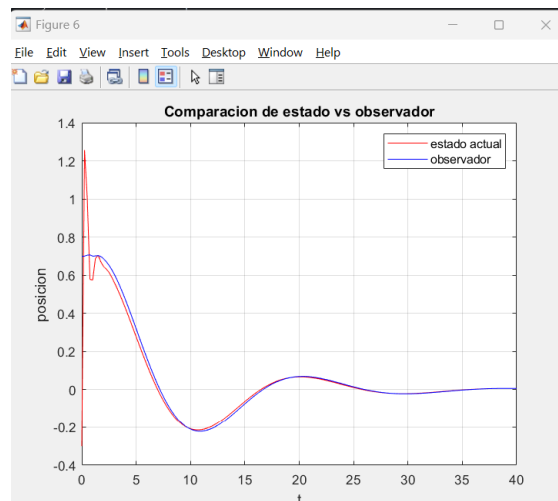 Figure 6
File Edit View Insert Tools Desktop Window Help
Comparacion de estado vs observador
estado actual
observador
posicion
1.4
1.2
1
0.8
0.6
0.4
0.2
0
-0.2
-0.4
0 5 10 15 20 25 30 35 40
t